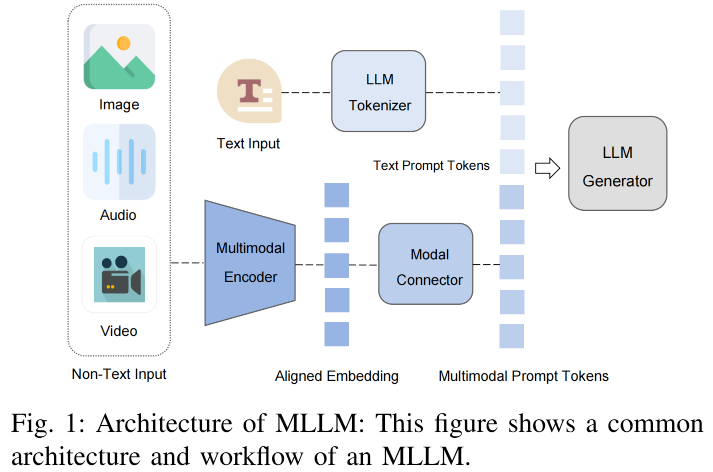 Image
Audio
Video
Non-Text Input
T
Text Input
LLM
Tokenizer
Text Prompt Tokens
Multimodal
Encoder
Aligned Embedding
Modal
Connector
Multimodal Prompt Tokens
LLM
Generator
Fig. 1: Architecture of MLLM: This figure shows a common
architecture and workflow of an MLLM.